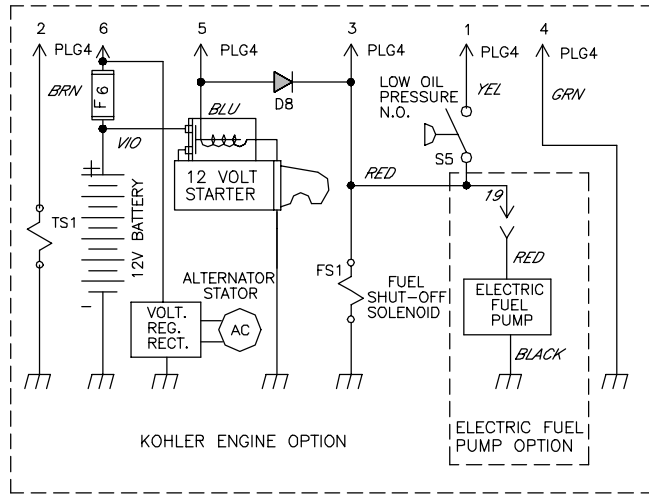 2 6 5 3 1 4
PLG4 PLG4 PLG4 PLG4 PLG4
BRN
F6
VIO
BLU
D8
LOW OIL
PRESSURE
N.O.
YEL
GRN
S5
+
12 VOLT
STARTER
RED
19
TS1
12V BATTERY
-
ALTERNATOR
STATOR
FS1
FUEL
SHUT-OFF
SOLENOID
RED
VOLT.
REG.
RECT.
AC
ELECTRIC
FUEL
PUMP
BLACK
KOHLER ENGINE OPTION
ELECTRIC FUEL
PUMP OPTION